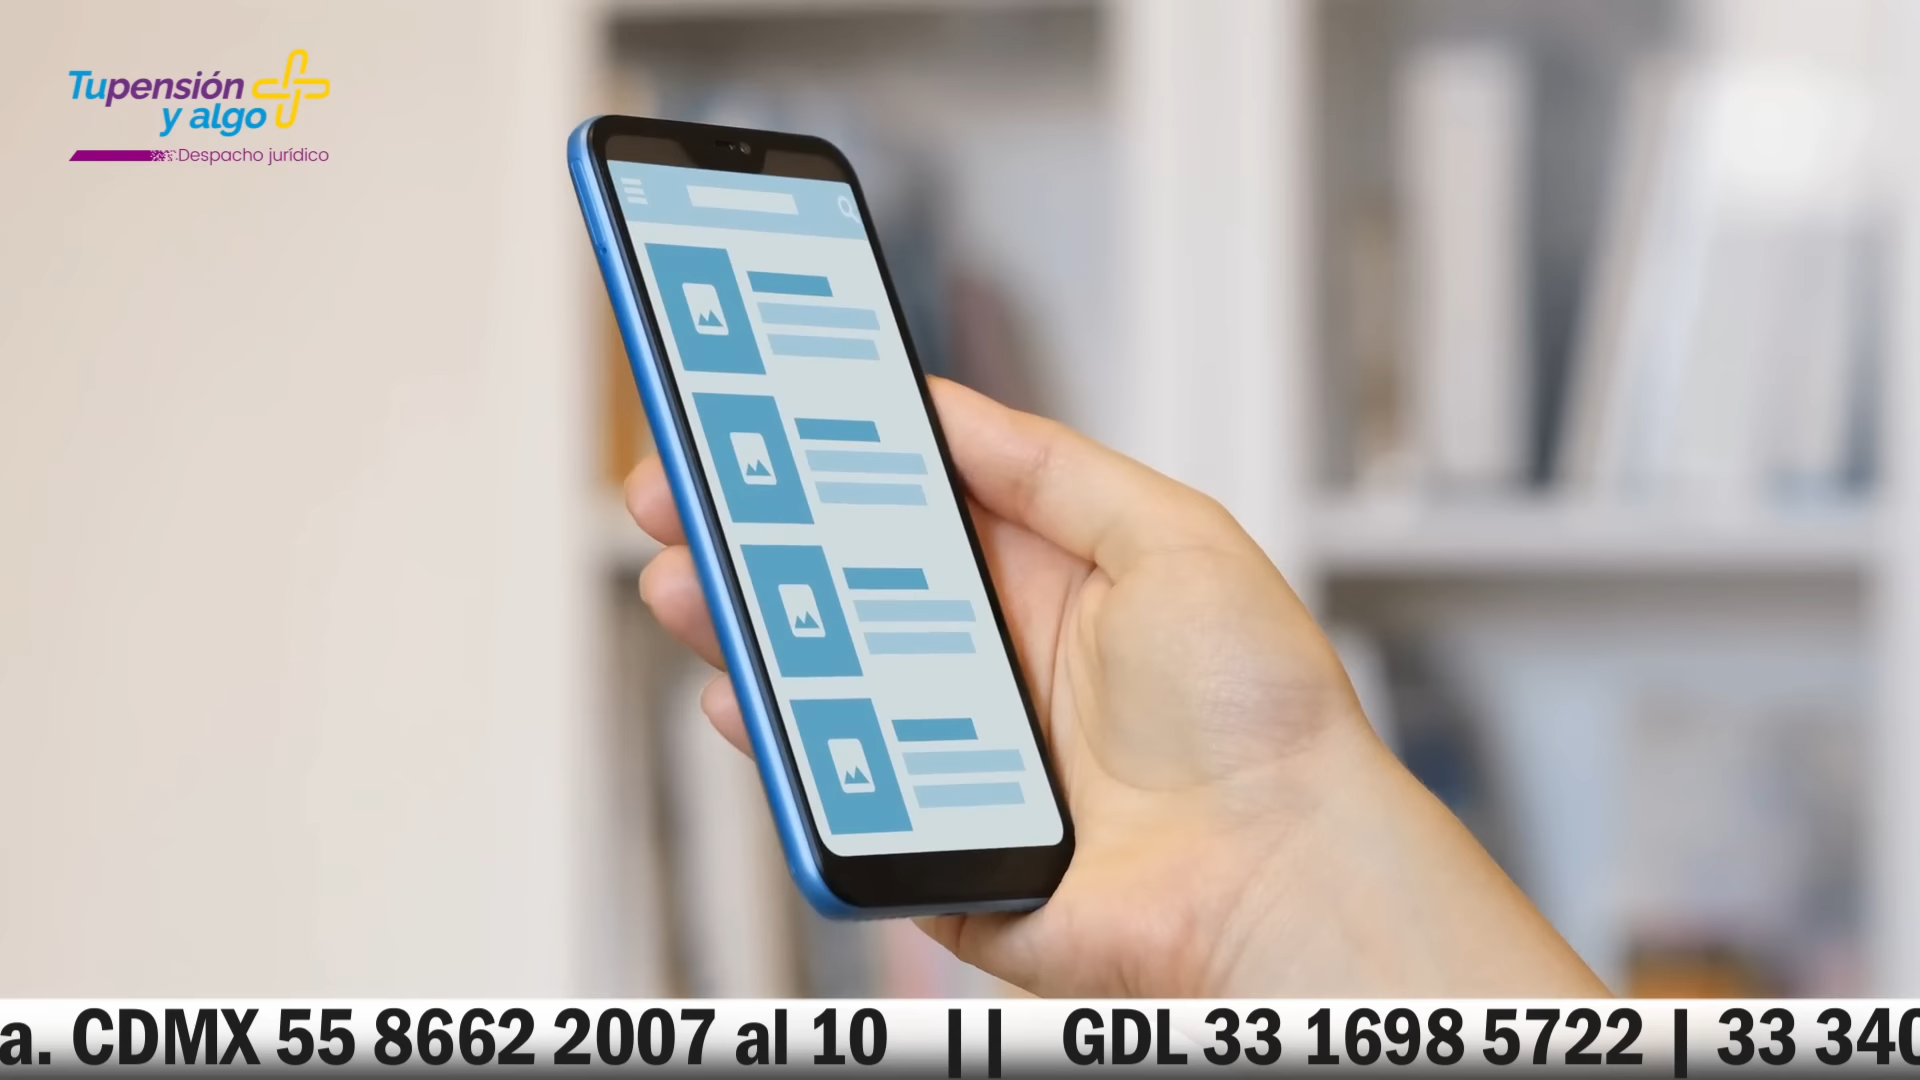 Tupensión
y algo
Despacho jurídico
a. CDMX 55 8662 2007 al 10 || GDL 33 1698 5722 | 33 340